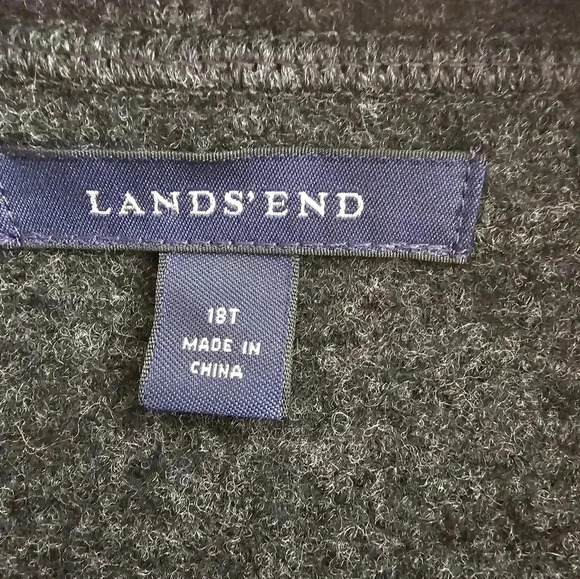 LANDS' END
18T
MADE IN
CHINA